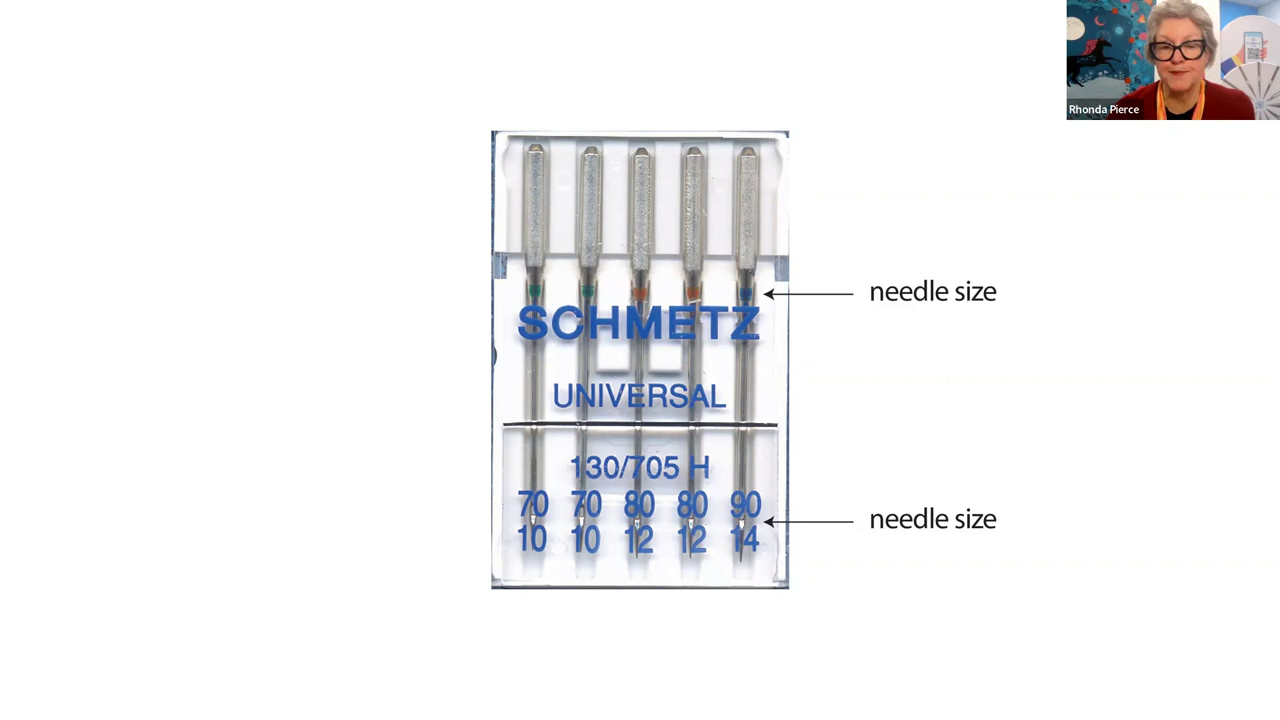 Rhonda Pierce
needle size
SCHMETZ
UNIVERSAL
130/705 H
70 70 80 80 90
10 10 12 12 14
needle size